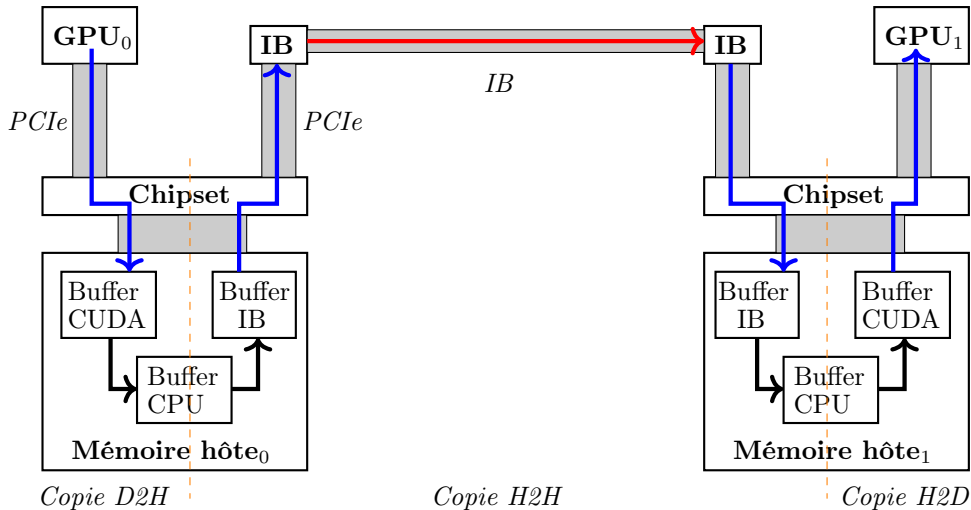 GPU₀
IB
IB
GPU₁
IB
PCIe
PCIe
Chipset
Chipset
Buffer
CUDA
Buffer
IB
Buffer
IB
Buffer
CUDA
Buffer
CPU
Buffer
CPU
Mémoire hôte₀
Mémoire hôte₁
Copie D2H
Copie H2H
Copie H2D